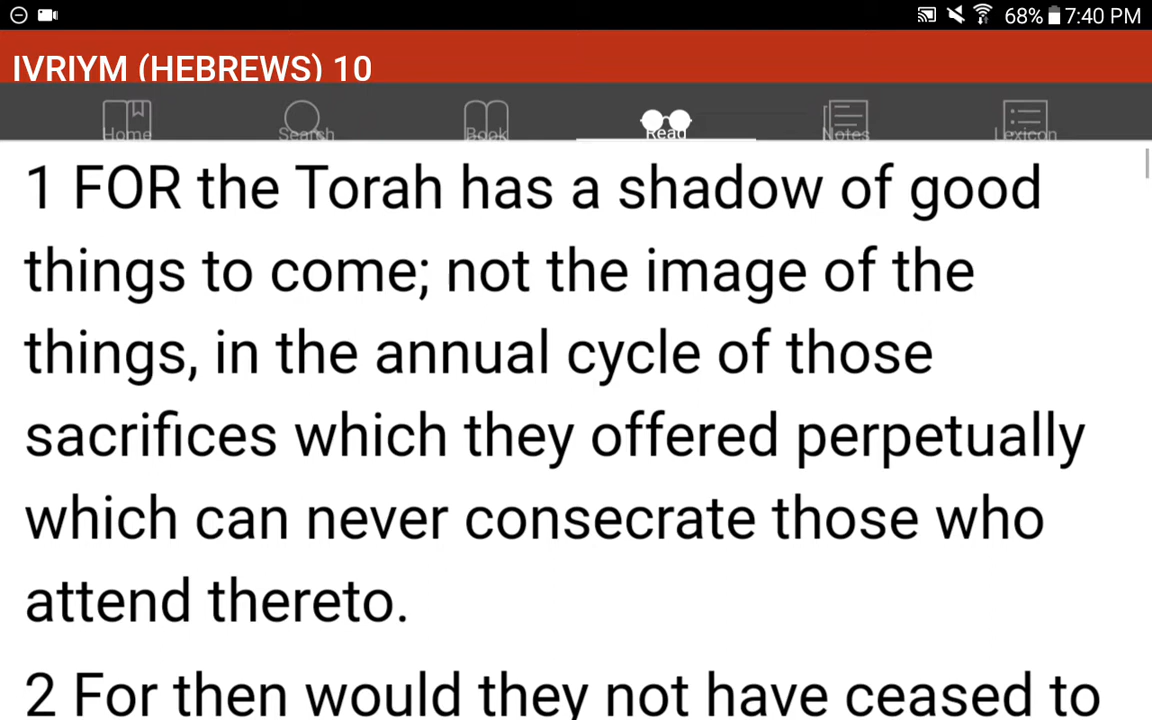 68% 7:40 PM
IVRIYM (HEBREWS) 10
Home Search Book Read Notes Lexicon
1 FOR the Torah has a shadow of good
things to come; not the image of the
things, in the annual cycle of those
sacrifices which they offered perpetually
which can never consecrate those who
attend thereto.
2 For then would they not have ceased to